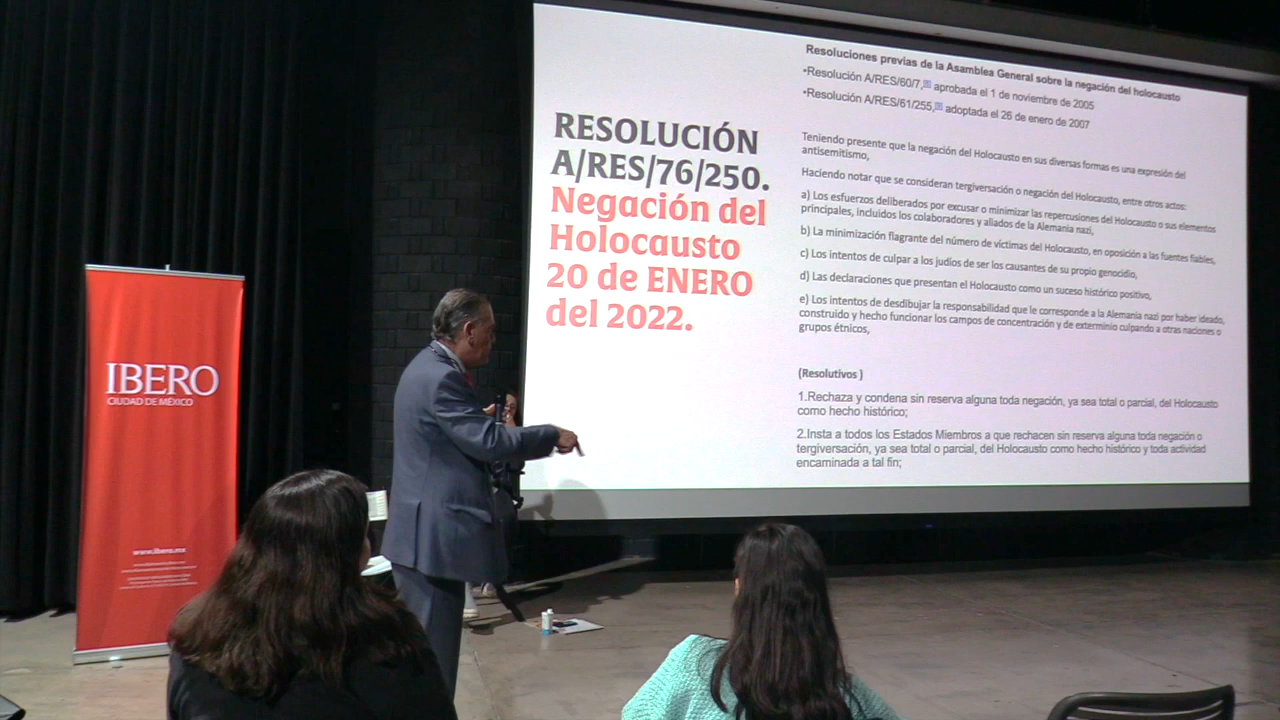 IBERO
CIUDAD DE MÉXICO
www.ibero.mx
RESOLUCIÓN
A/RES/76/250.
Negación del
Holocausto
20 de ENERO
del 2022.
Resoluciones previas de la Asamblea General sobre la negación del holocausto
•Resolución A/RES/60/7, aprobada el 1 de noviembre de 2005
•Resolución A/RES/61/255, adoptada el 26 de enero de 2007
Teniendo presente que la negación del Holocausto en sus diversas formas es una expresión del
antisemitismo,
Haciendo notar que se consideran tergiversación o negación del Holocausto, entre otros actos:
a) Los esfuerzos deliberados por excusar o minimizar las repercusiones del Holocausto o sus elementos
principales, incluidos los colaboradores y aliados de la Alemania nazi,
b) La minimización flagrante del número de víctimas del Holocausto, en oposición a las fuentes fiables,
c) Los intentos de culpar a los judíos de ser los causantes de su propio genocidio,
d) Las declaraciones que presentan el Holocausto como un suceso histórico positivo,
e) Los intentos de desdibujar la responsabilidad que le corresponde a la Alemania nazi por haber ideado,
construido y hecho funcionar los campos de concentración y de exterminio culpando a otras naciones o
grupos étnicos,
(Resolutivos )
1.Rechaza y condena sin reserva alguna toda negación, ya sea total o parcial, del Holocausto
como hecho histórico;
2.Insta a todos los Estados Miembros a que rechacen sin reserva alguna toda negación o
tergiversación, ya sea total o parcial, del Holocausto como hecho histórico y toda actividad
encaminada a tal fin;